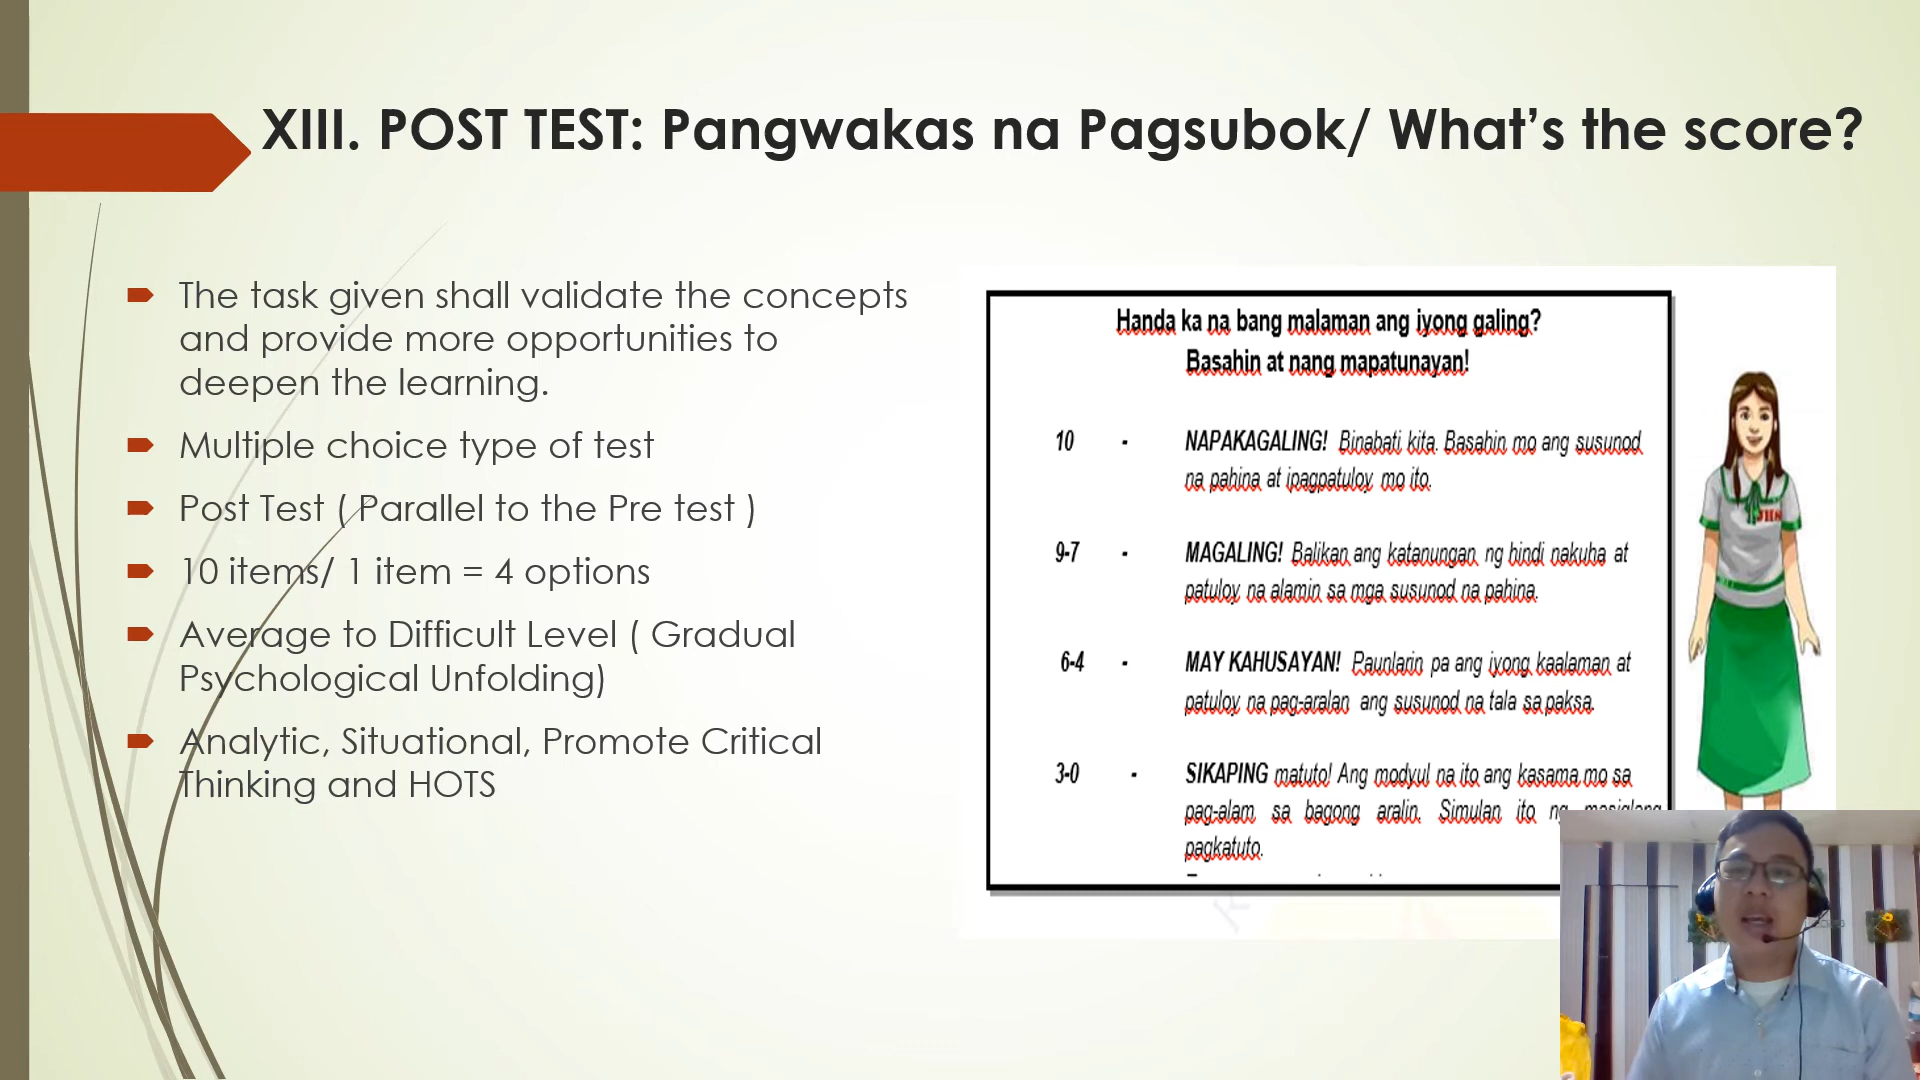 XIII. POST TEST: Pangwakas na Pagsubok/ What's the score?
The task given shall validate the concepts
and provide more opportunities to
deepen the learning.
Multiple choice type of test
Post Test ( Parallel to the Pre test )
10 items/ 1 item = 4 options
Average to Difficult Level ( Gradual
Psychological Unfolding)
Analytic, Situational, Promote Critical
Thinking and HOTS
Handa ka na bang malaman ang iyong galing?
Basahin at nang mapatunayan!
10 - NAPAKAGALING! Binabati kita. Basahin mo ang susunod
na pahina at ipagpatuloy mo ito.
9-7 - MAGALING! Balikan ang katanungan ng hindi nakuha at
patuloy na alamin sa mga susunod na pahina.
6-4 - MAY KAHUSAYAN! Paunlarin pa ang iyong kaalaman at
patuloy na pag-aralan ang susunod na tala sa paksa.
3-0 - SIKAPING matuto! Ang modyul na ito ang kasama mo sa
pag-alam sa bagong aralin. Simulan ito ng
pagkatuto.
JHS